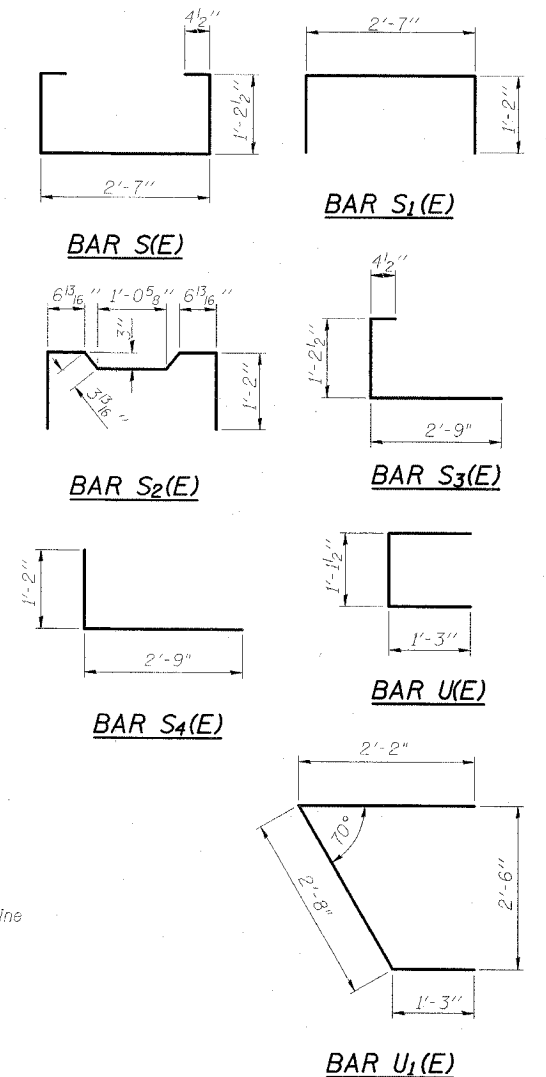 4½"
2'-7"
1'-2½"
1'-2"
2'-7"
BAR S(E)
BAR S1(E)
6 13/16"
1'-0 5/8"
6 13/16"
3"
3 13/16"
1'-2"
4½"
1'-2½"
2'-9"
BAR S2(E)
BAR S3(E)
1'-2"
2'-9"
1'-1½"
1'-3"
BAR S4(E)
BAR U(E)
2'-2"
70°
2'-8"
2'-6"
1'-3"
ine
BAR U1(E)